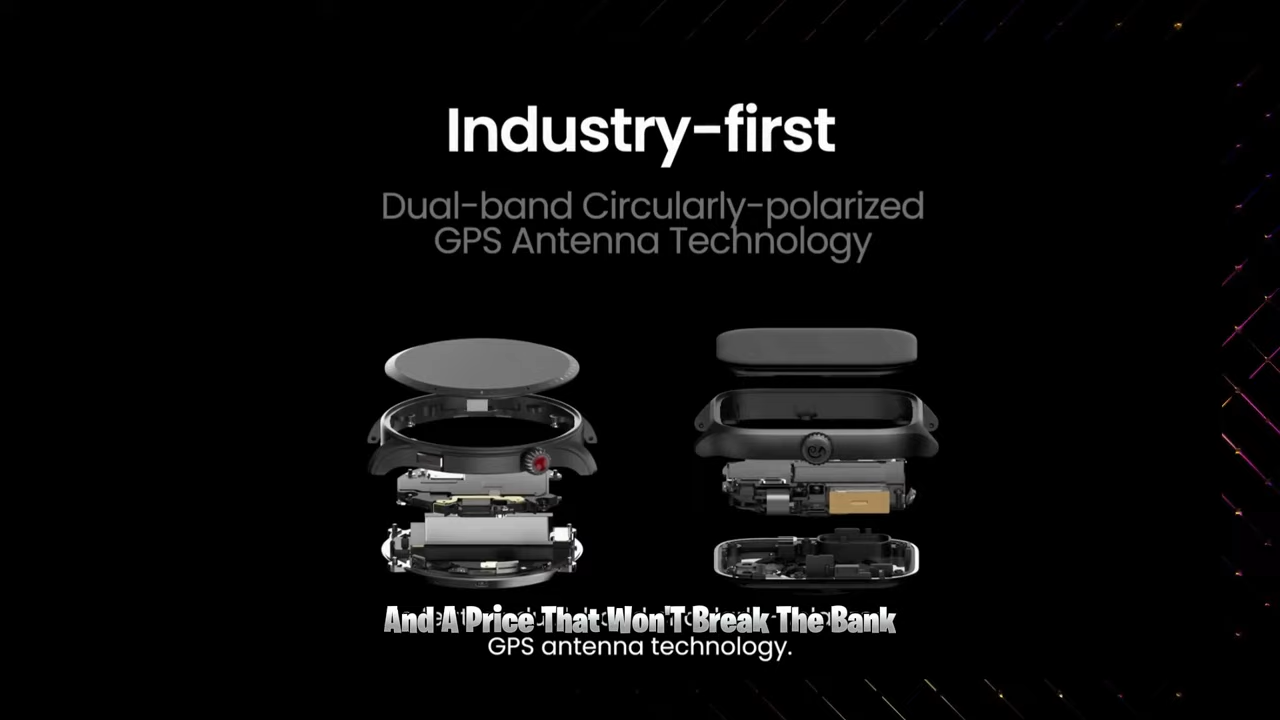 Industry-first
Dual-band Circularly-polarized
GPS Antenna Technology
And A Price That Won'T Break The Bank
GPS antenna technology.